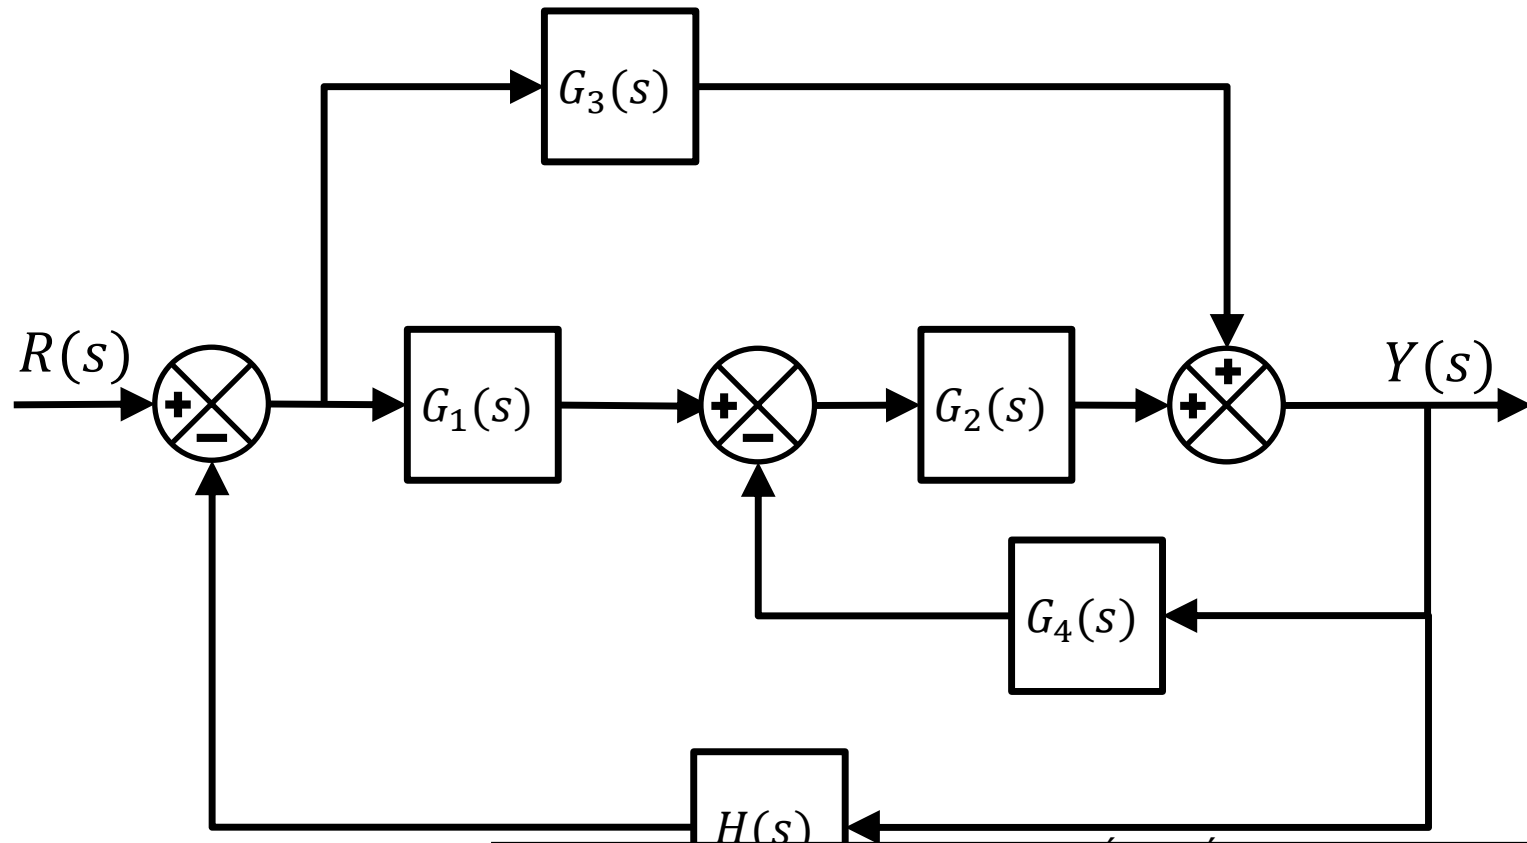 G₃(s)
R(s)
+
−
G₁(s)
+
−
G₂(s)
+
+
Y(s)
G₄(s)
H(s)